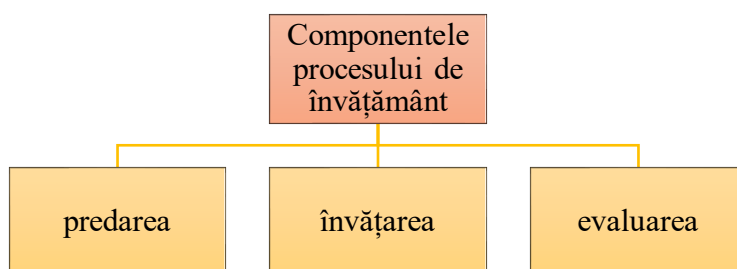 Componentele
procesului de
învățământ
predarea
învățarea
evaluarea